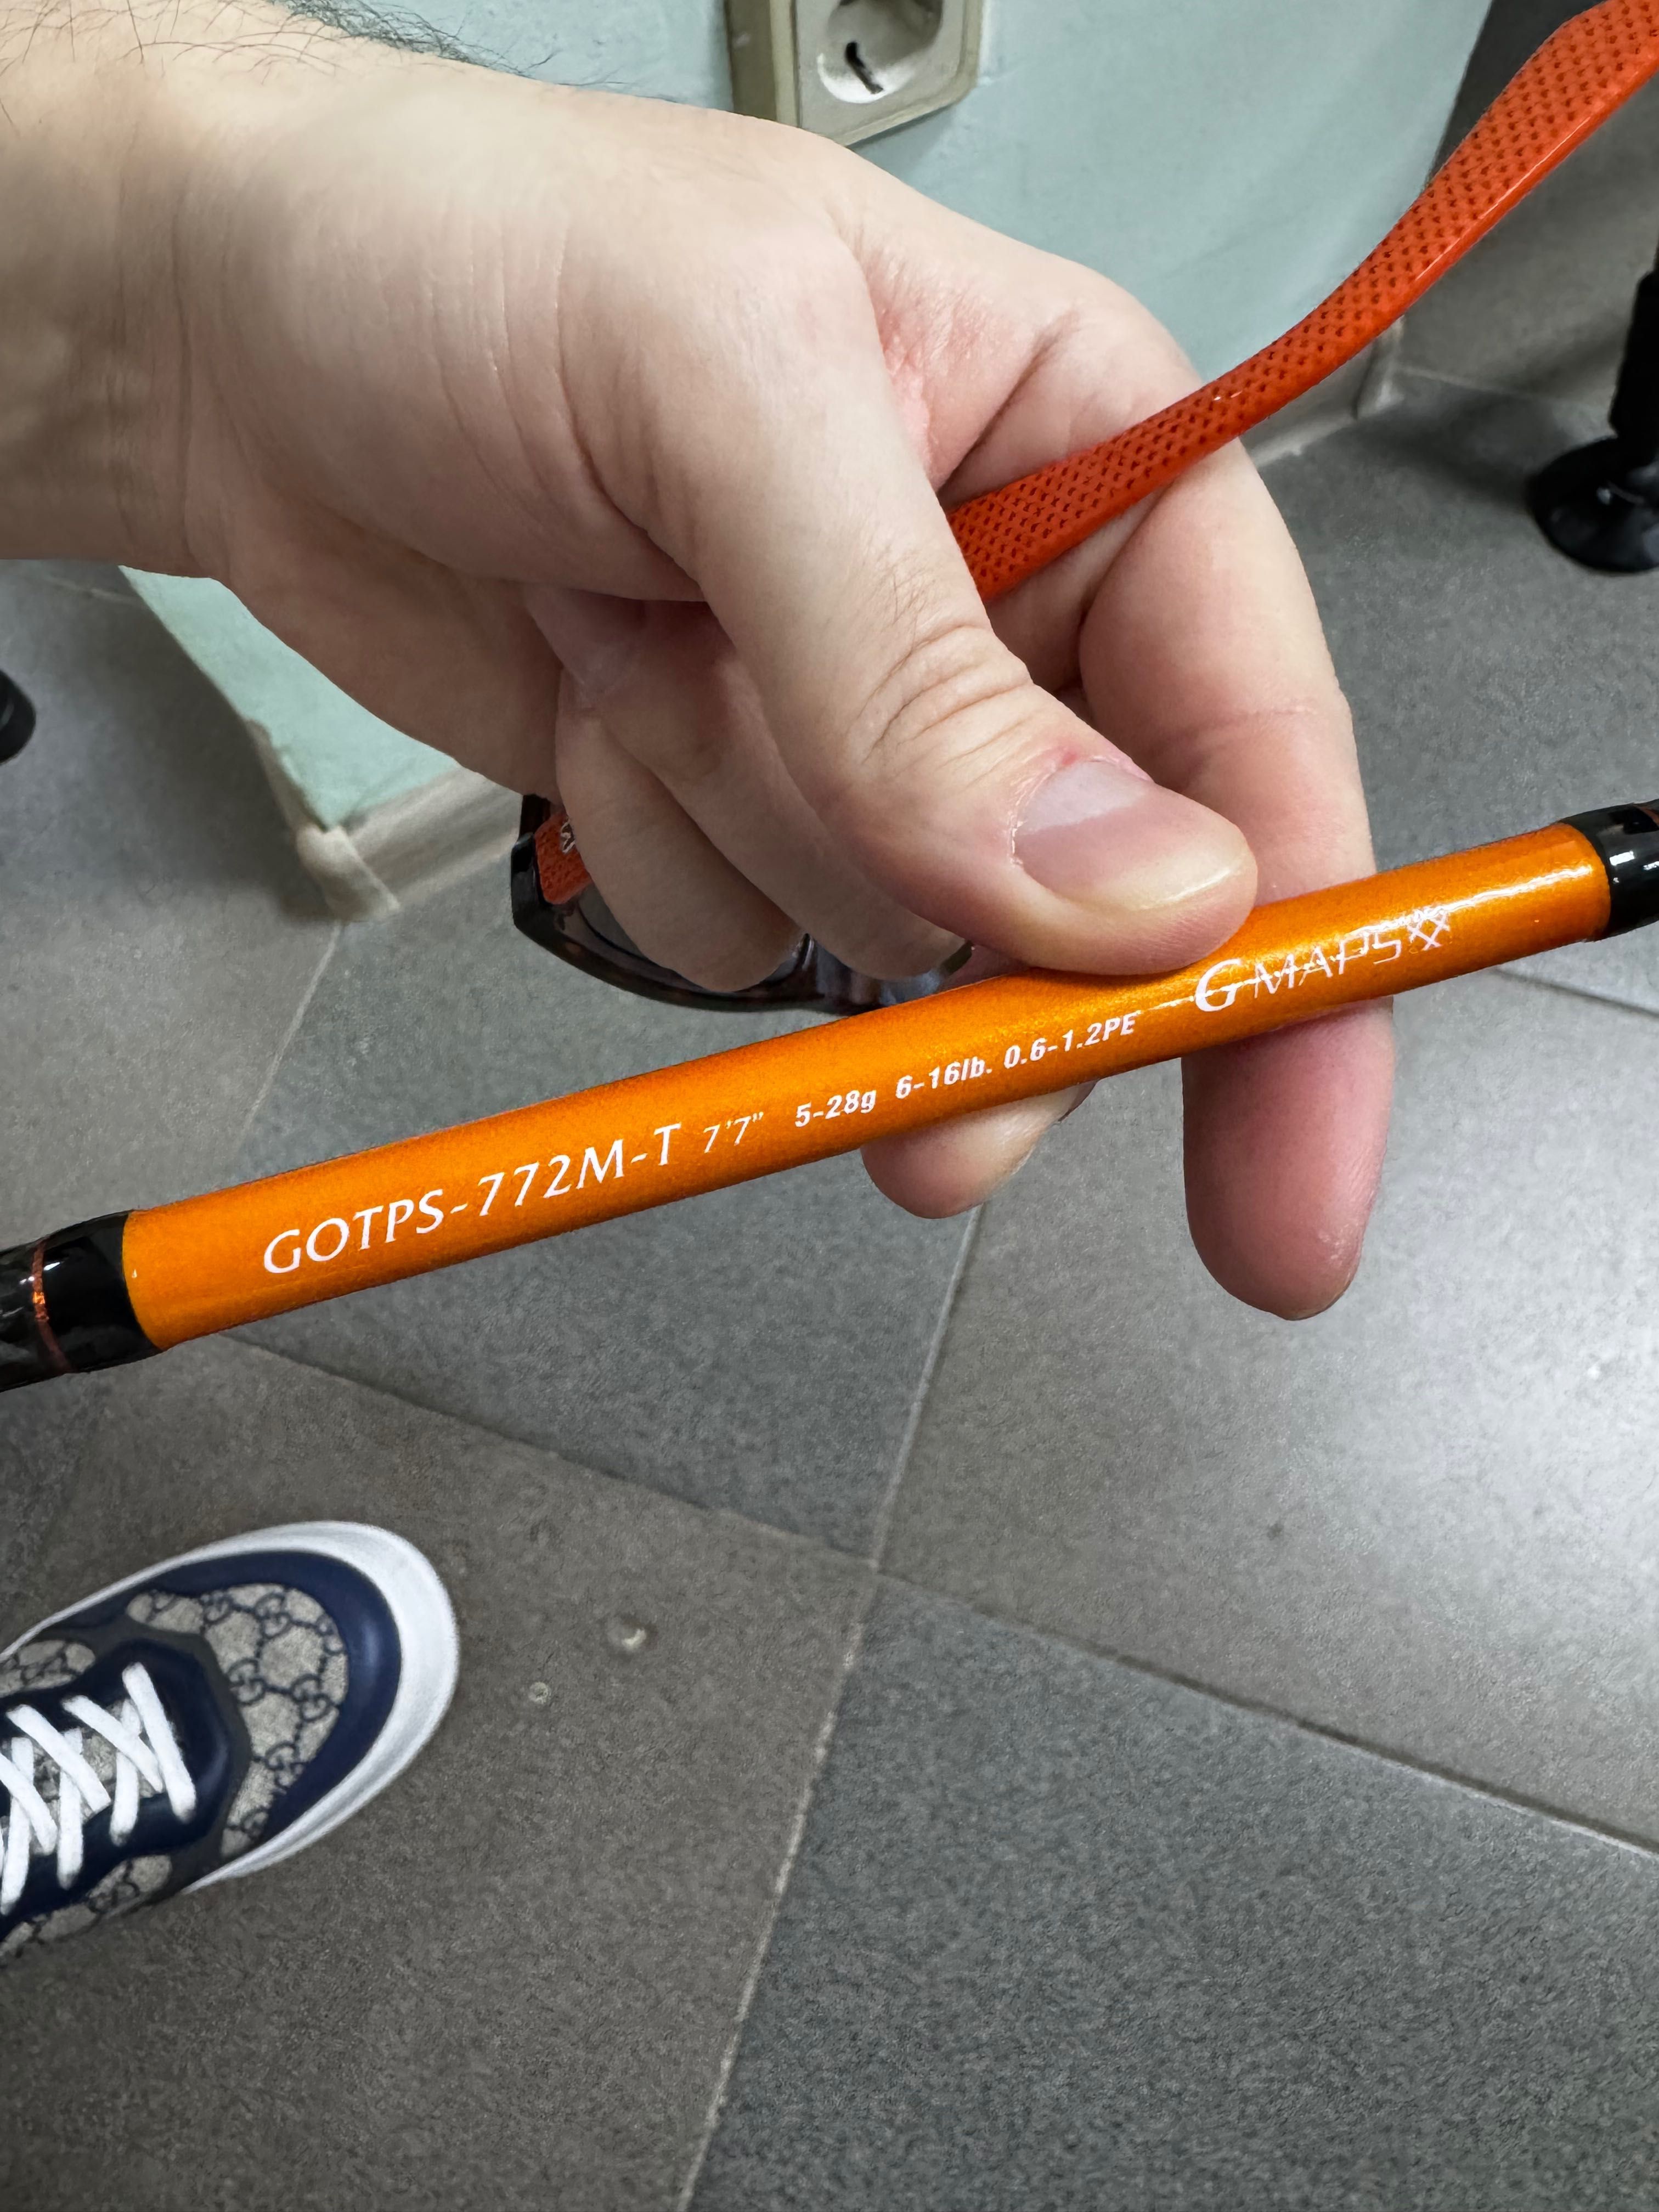 GOTPS-772M-T 7'7" 5-28g 6-16lb. 0.6-1.2PE G MAPS